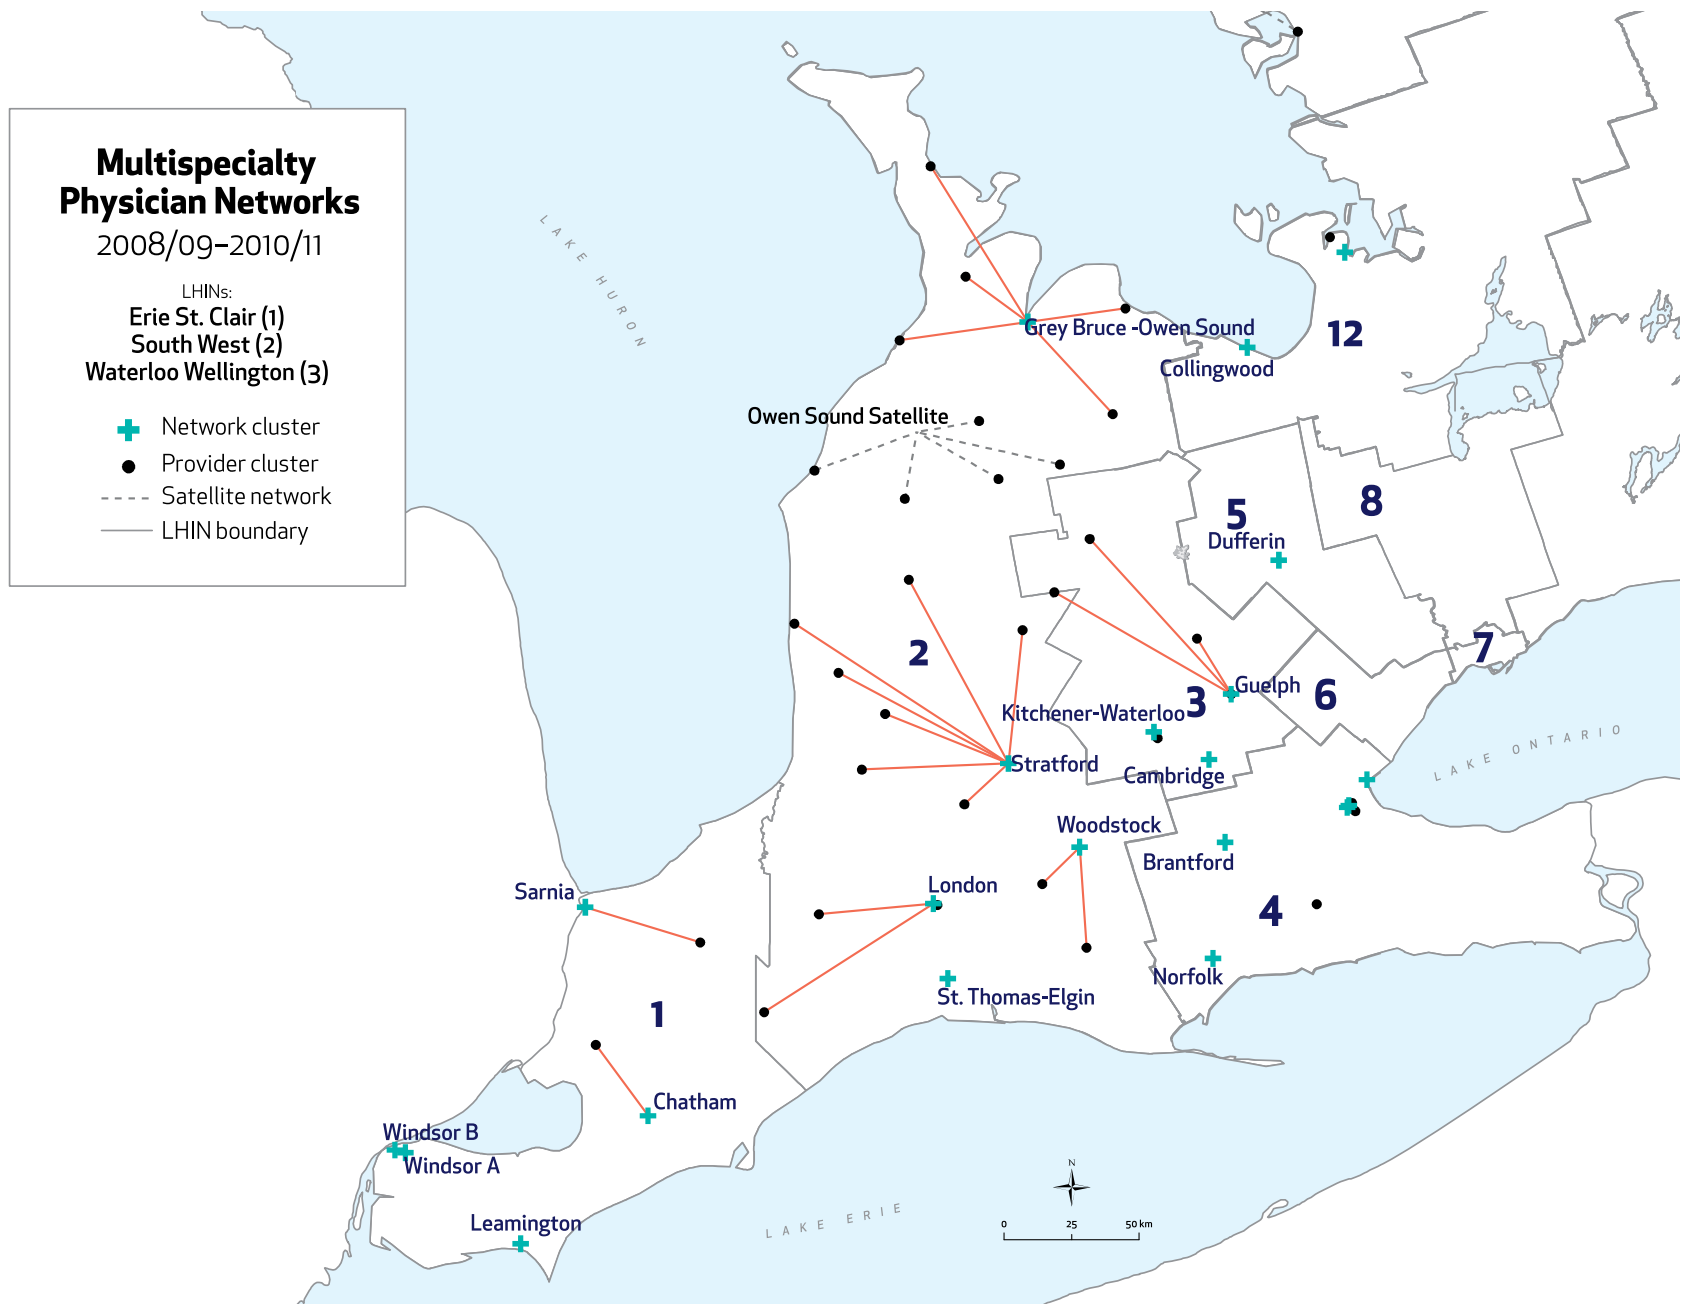 Multispecialty
Physician Networks
2008/09–2010/11
LHINs:
Erie St. Clair (1)
South West (2)
Waterloo Wellington (3)
Network cluster
Provider cluster
Satellite network
LHIN boundary
LAKE HURON
Grey Bruce -Owen Sound
12
Collingwood
Owen Sound Satellite
5
8
Dufferin
2
7
3
Guelph
6
Kitchener-Waterloo
Stratford
Cambridge
LAKE ONTARIO
Woodstock
Brantford
Sarnia
London
4
Norfolk
St. Thomas-Elgin
1
Chatham
Windsor B
Windsor A
Leamington
LAKE ERIE
N
0 25 50 km